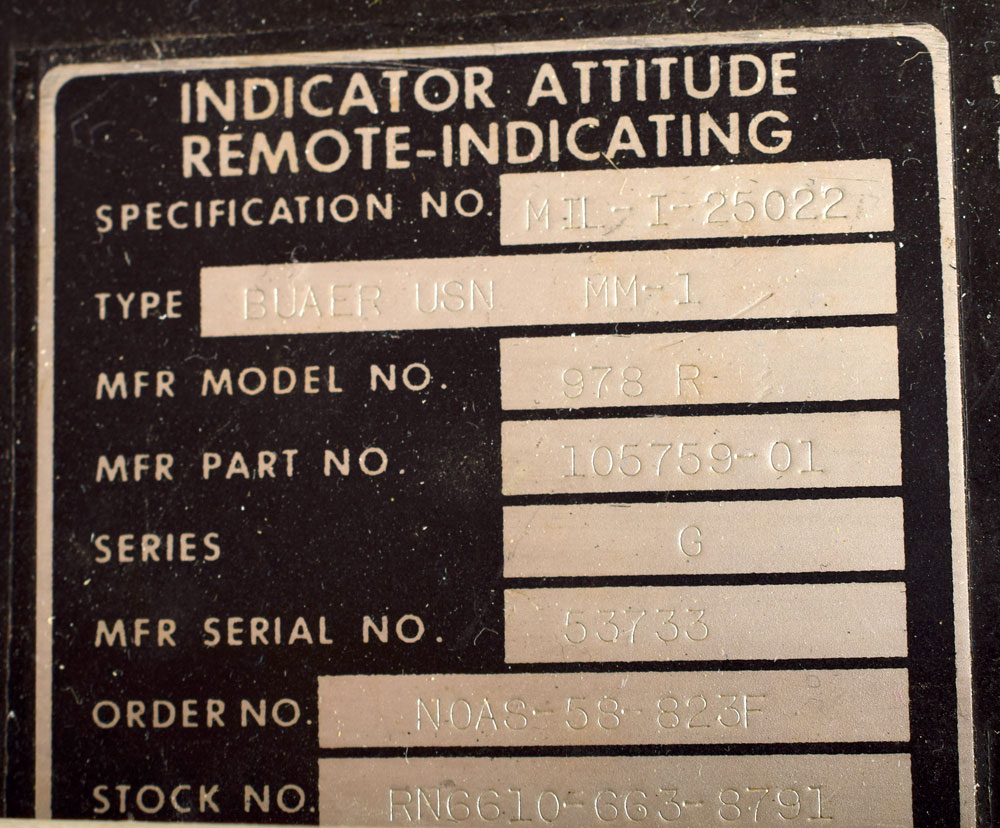 INDICATOR ATTITUDE
REMOTE-INDICATING
SPECIFICATION NO. MIL-I-25022
TYPE BUAER USN MM-1
MFR MODEL NO. 978 R
MFR PART NO. 105759-01
SERIES G
MFR SERIAL NO. 53733
ORDER NO. NOAS-58-823F
STOCK NO. RN6610-663-8791